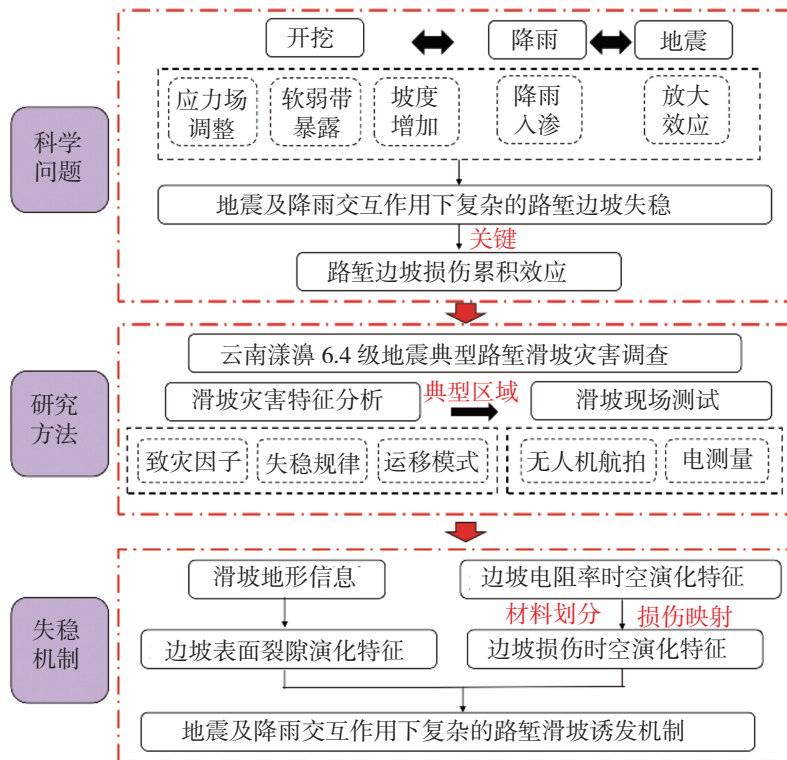 开挖 降雨 地震
应力场 软弱带 坡度 降雨 放大
调整 暴露 增加 入渗 效应
科学
问题
地震及降雨交互作用下复杂的路堑边坡失稳
关键
路堑边坡损伤累积效应
云南漾濞 6.4 级地震典型路堑滑坡灾害调查
研究
方法
滑坡灾害特征分析 典型区域 滑坡现场测试
致灾因子 失稳规律 运移模式 无人机航拍 电测量
滑坡地形信息 边坡电阻率时空演化特征
材料划分 损伤映射
失稳
机制
边坡表面裂隙演化特征 边坡损伤时空演化特征
地震及降雨交互作用下复杂的路堑滑坡诱发机制